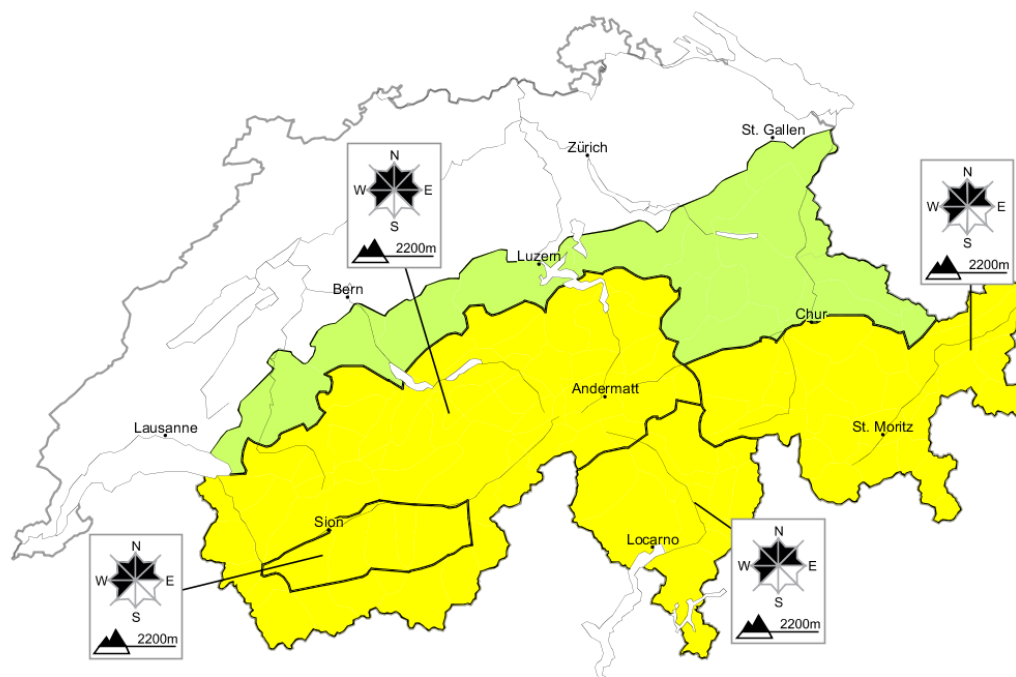 St. Gallen
Zürich
N
W E
S
2200m
N
W E
S
2200m
Luzern
Bern
Chur
Andermatt
Lausanne
St. Moritz
Sion
Locarno
N
W E
S
2200m
N
W E
S
2200m